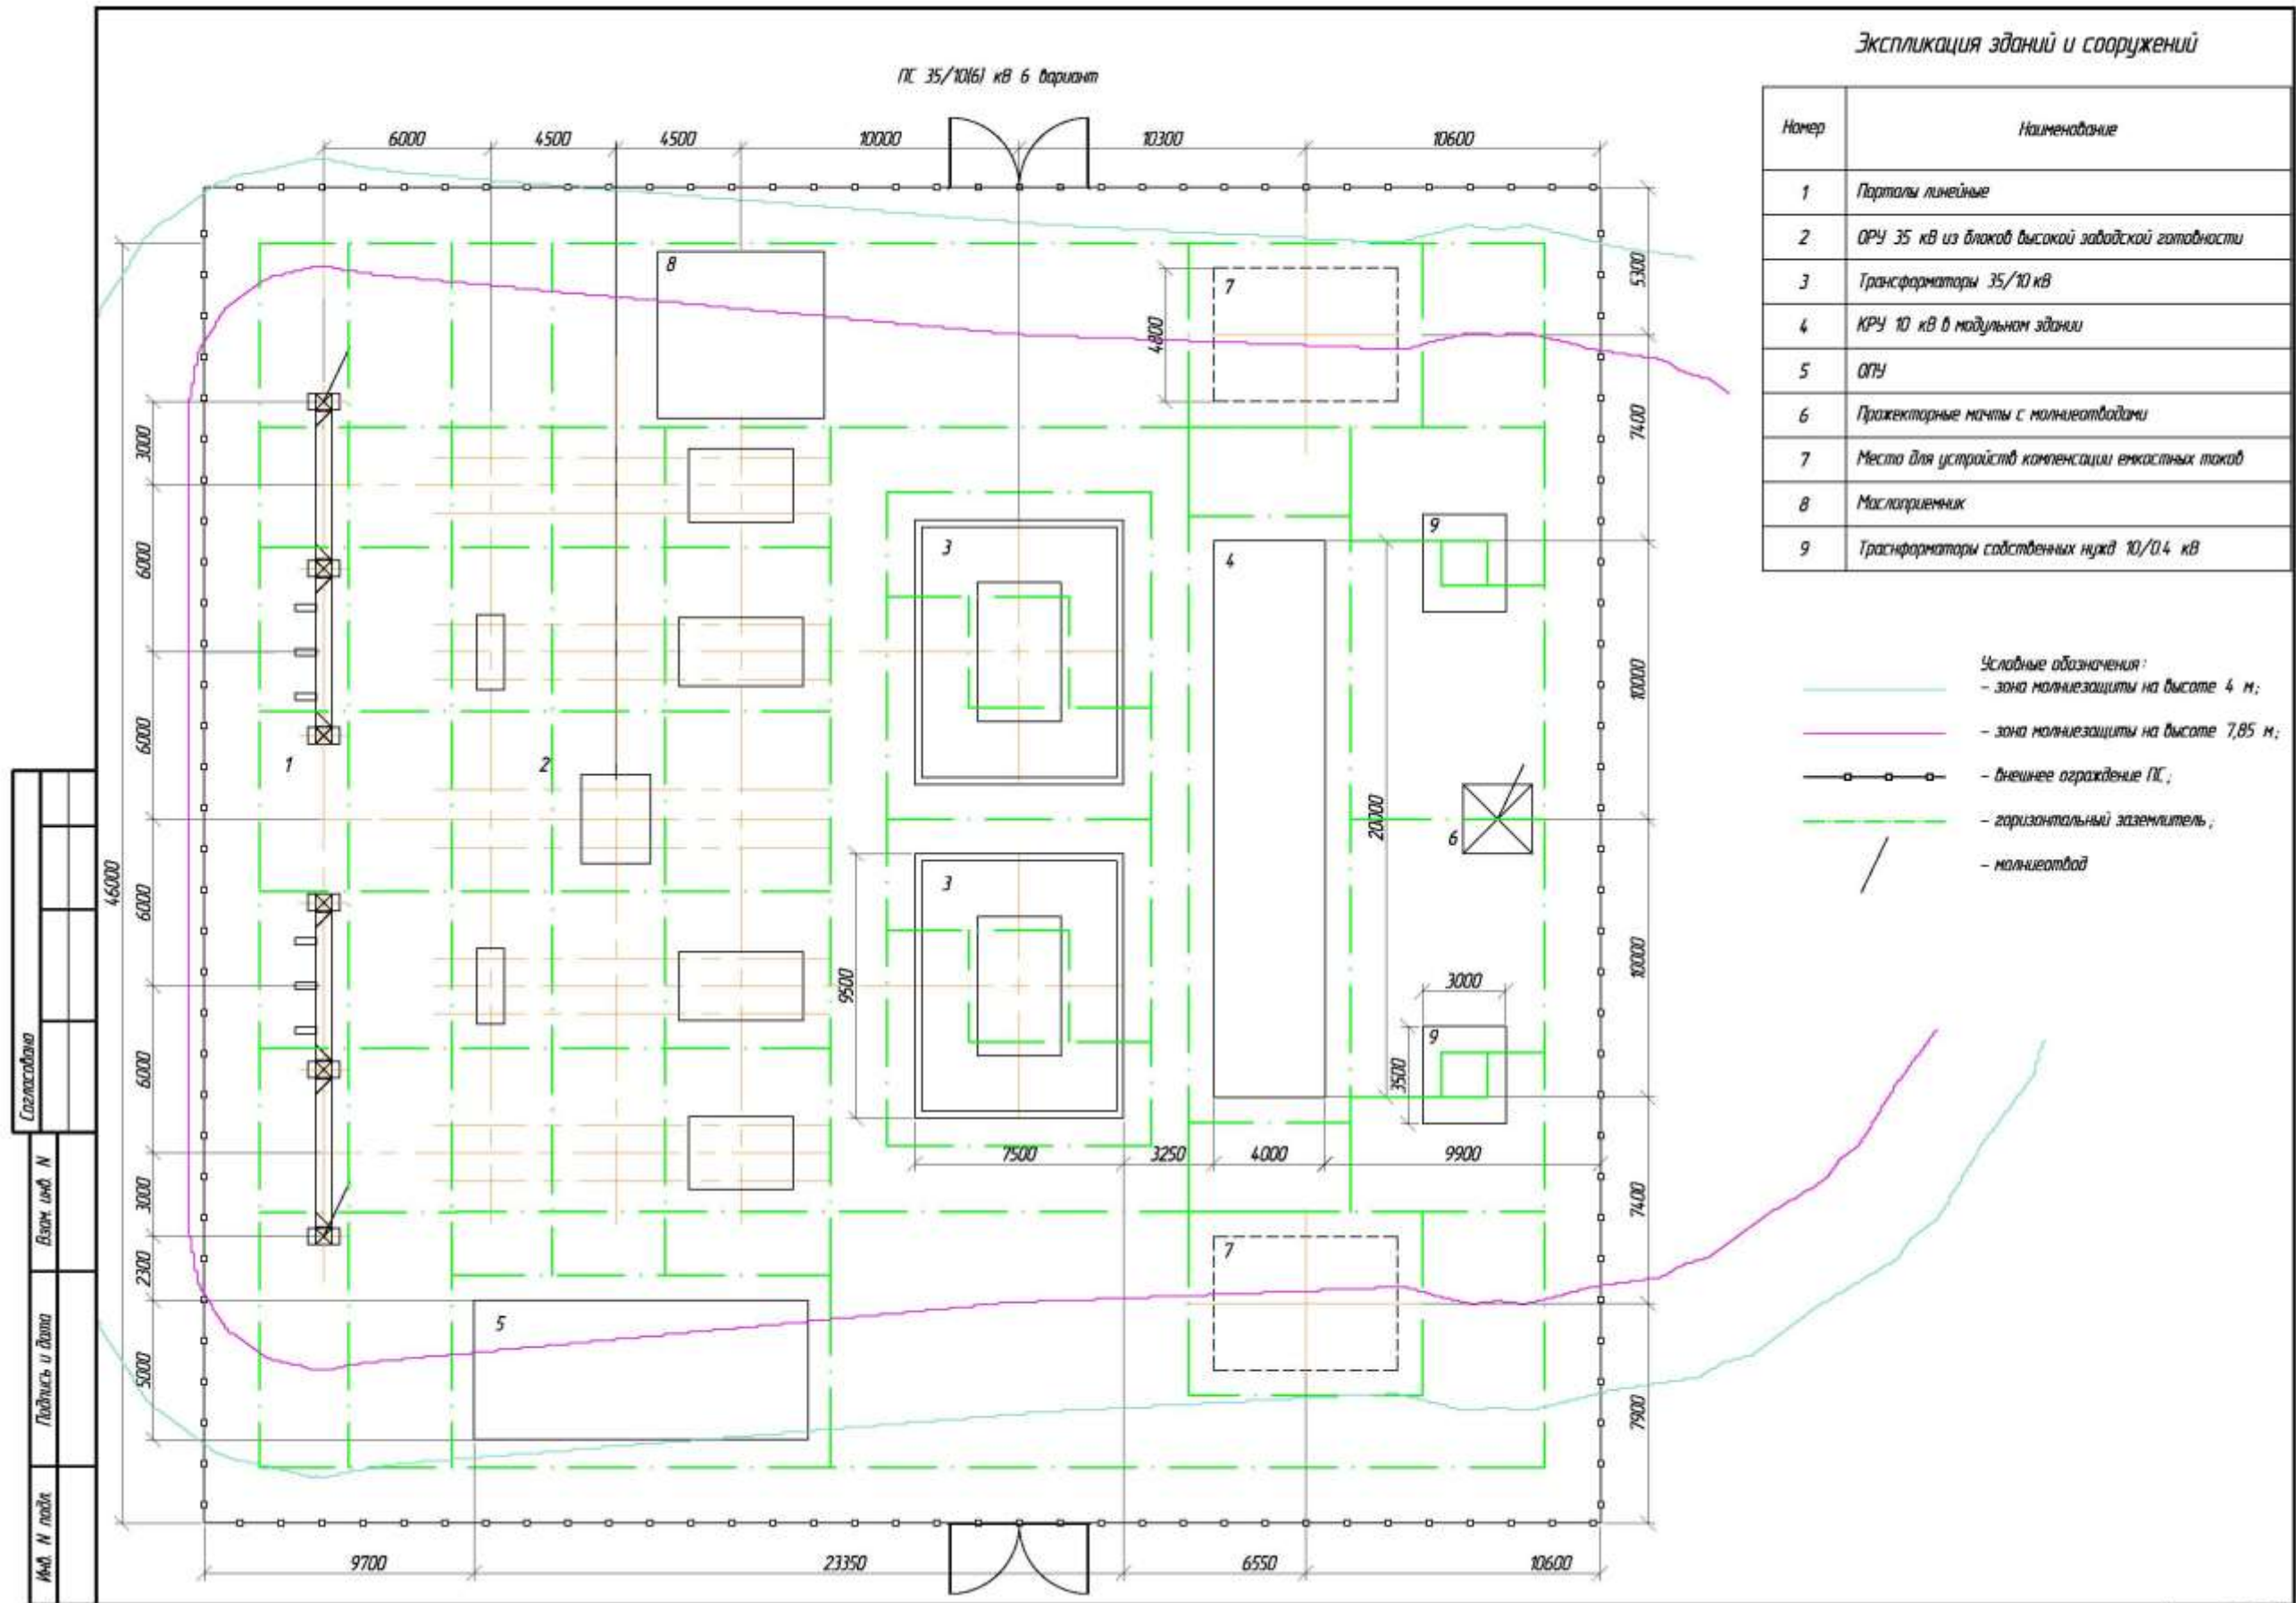 Экспликация зданий и сооружений
ПС 35/10(6) кВ 6 вариант
Номер
Наименование
1
Порталы линейные
2
ОРУ 35 кВ из блоков высокой заводской готовности
3
Трансформаторы 35/10 кВ
4
КРУ 10 кВ в модульном здании
5
ОПУ
6
Прожекторные мачты с молниеотводами
7
Место для устройств компенсации емкостных токов
8
Маслоприемник
9
Траснформаторы собственных нужд 10/0.4 кВ
Условные обозначения:
- зона молниезащиты на высоте 4 м;
- зона молниезащиты на высоте 7,85 м;
- внешнее ограждение ПС;
- горизонтальный заземлитель;
- молниеотвод
6000
4500
4500
10000
10300
10600
8
7
4800
5300
3000
7400
3
4
9
6000
10000
6000
1
2
20000
6
46000
6000
3
9500
10000
3000
9
3500
6000
7500
3250
4000
9900
3000
7400
2300
7
5
5000
7900
9700
23350
6550
10600
Согласовано
Взам. инв. N
Подпись и дата
Инв. N подл.